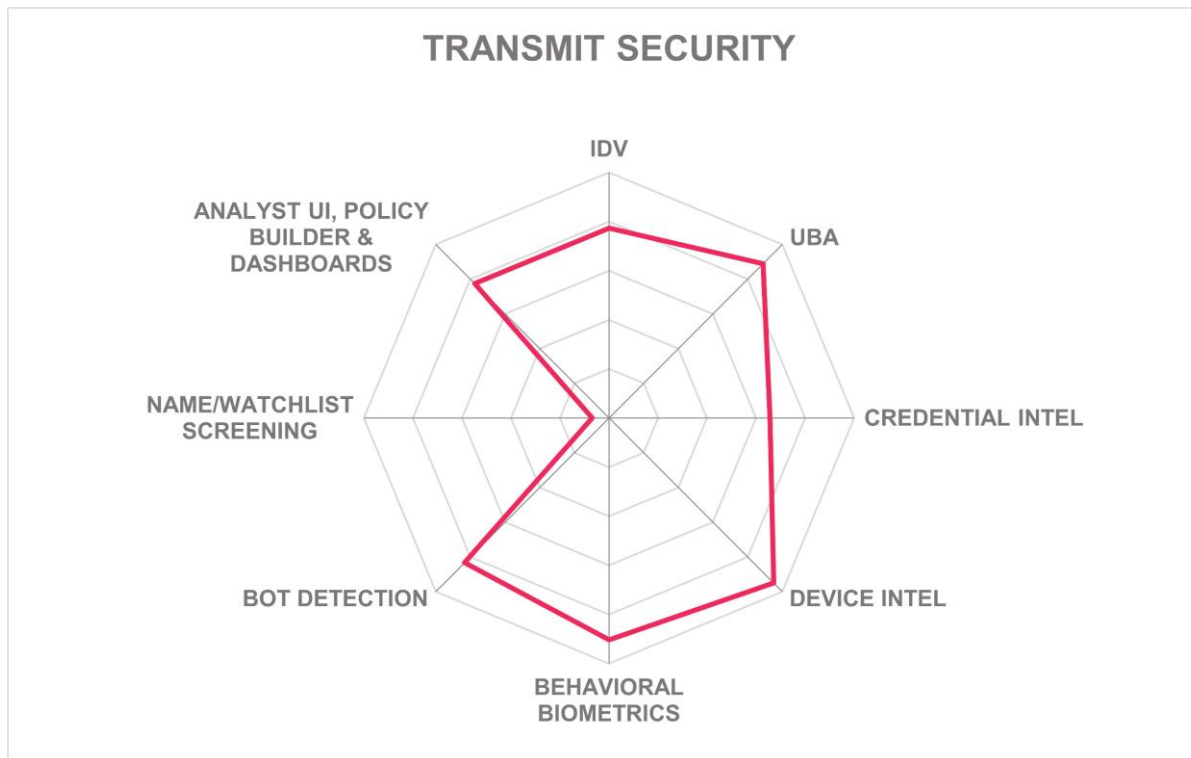 TRANSMIT SECURITY
IDV
ANALYST UI, POLICY
BUILDER &
DASHBOARDS
UBA
NAME/WATCHLIST
SCREENING
CREDENTIAL INTEL
BOT DETECTION
DEVICE INTEL
BEHAVIORAL
BIOMETRICS